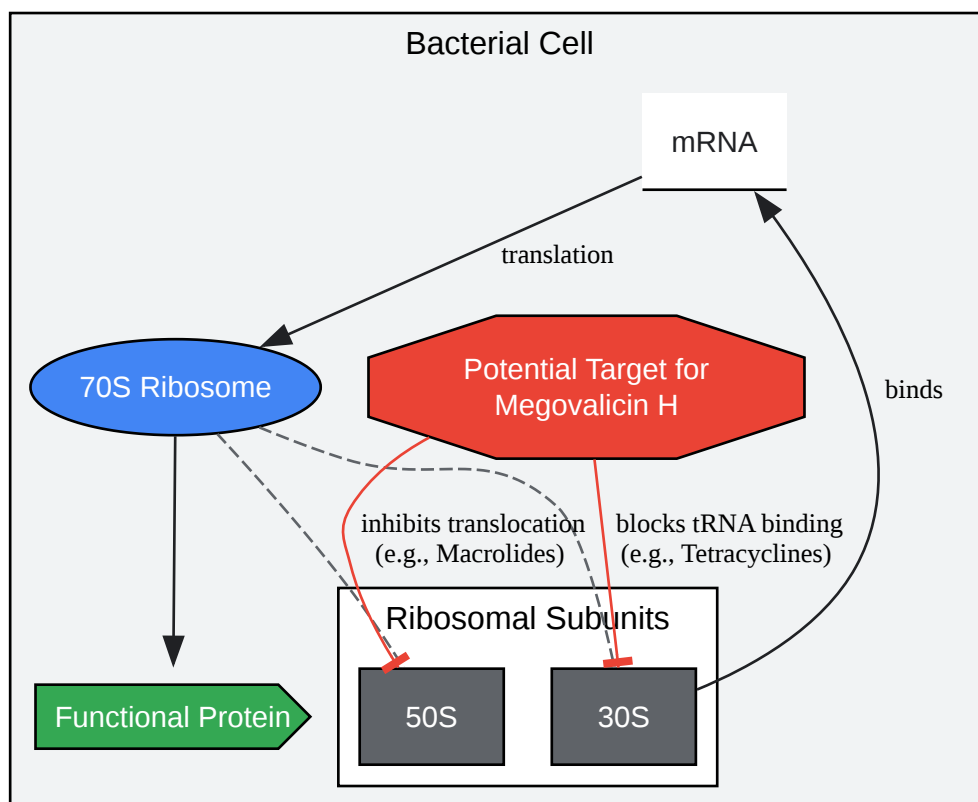 Bacterial Cell
mRNA
translation
70S Ribosome
Potential Target for
Megovalicin H
binds
inhibits translocation
(e.g., Macrolides)
blocks tRNA binding
(e.g., Tetracyclines)
Ribosomal Subunits
Functional Protein
50S
30S